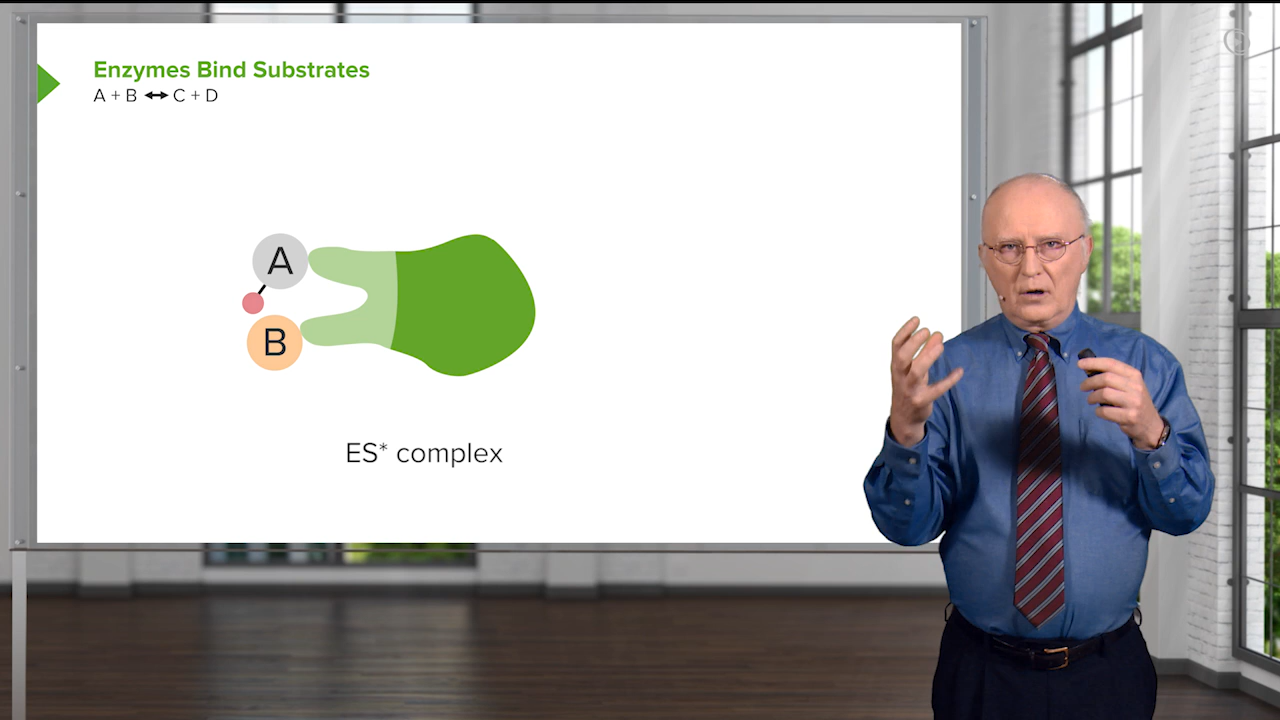 Enzymes Bind Substrates
A + B ↔ C + D
A
B
ES* complex